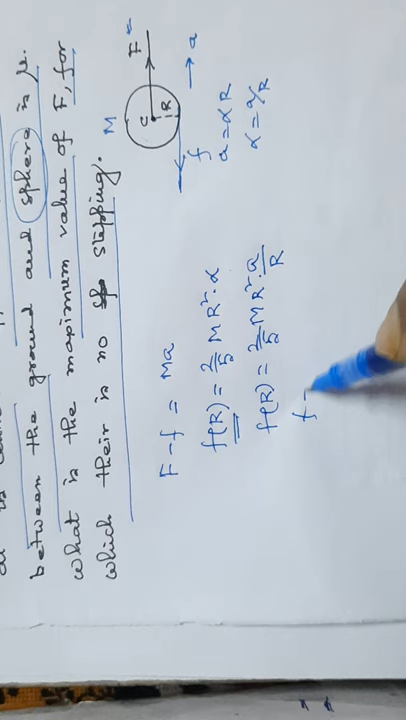 between the ground and sphere is μ.
what is the maximum value of F, for
which their is no slipping.
M
F
C
R
f
→ a
a = αR
α = a/R
F - f = Ma
f(R) = 2/5 MR² · α
f(R) = 2/5 MR² · a/R
f -